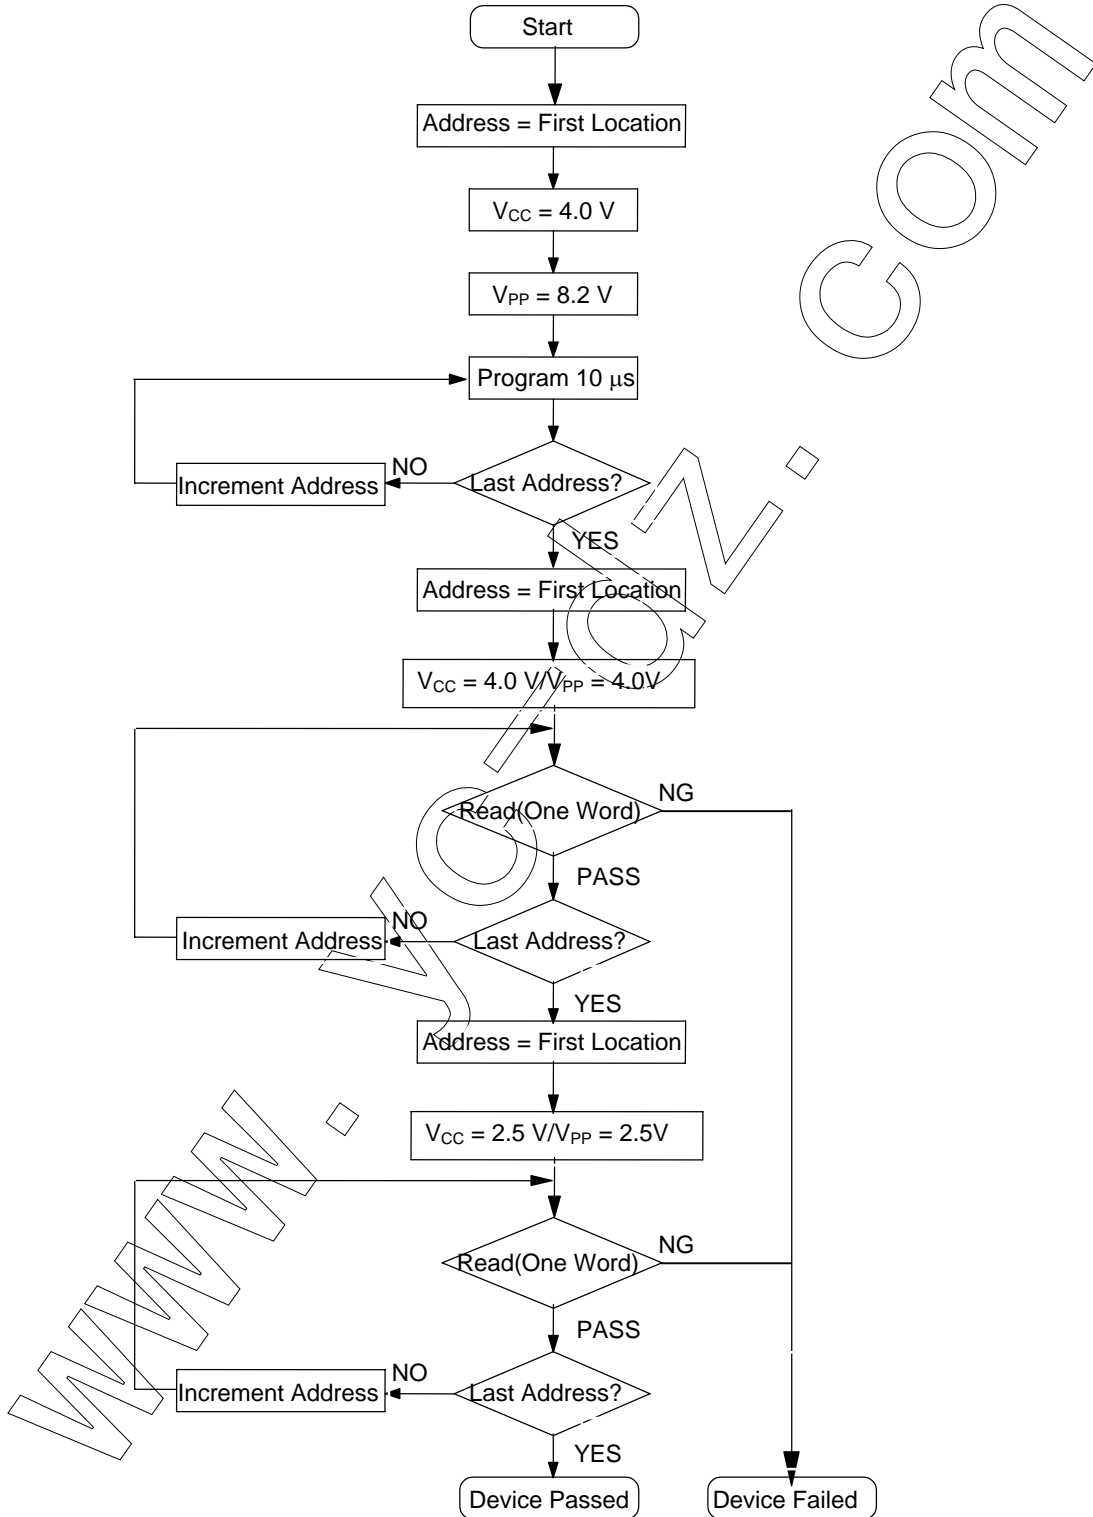 Start
Address = First Location
VCC = 4.0 V
VPP = 8.2 V
Program 10 μs
NO
Increment Address
Last Address?
YES
Address = First Location
VCC = 4.0 V/VPP = 4.0V
NG
Read(One Word)
PASS
NO
Increment Address
Last Address?
YES
Address = First Location
VCC = 2.5 V/VPP = 2.5V
NG
Read(One Word)
PASS
NO
Increment Address
Last Address?
YES
Device Passed
Device Failed